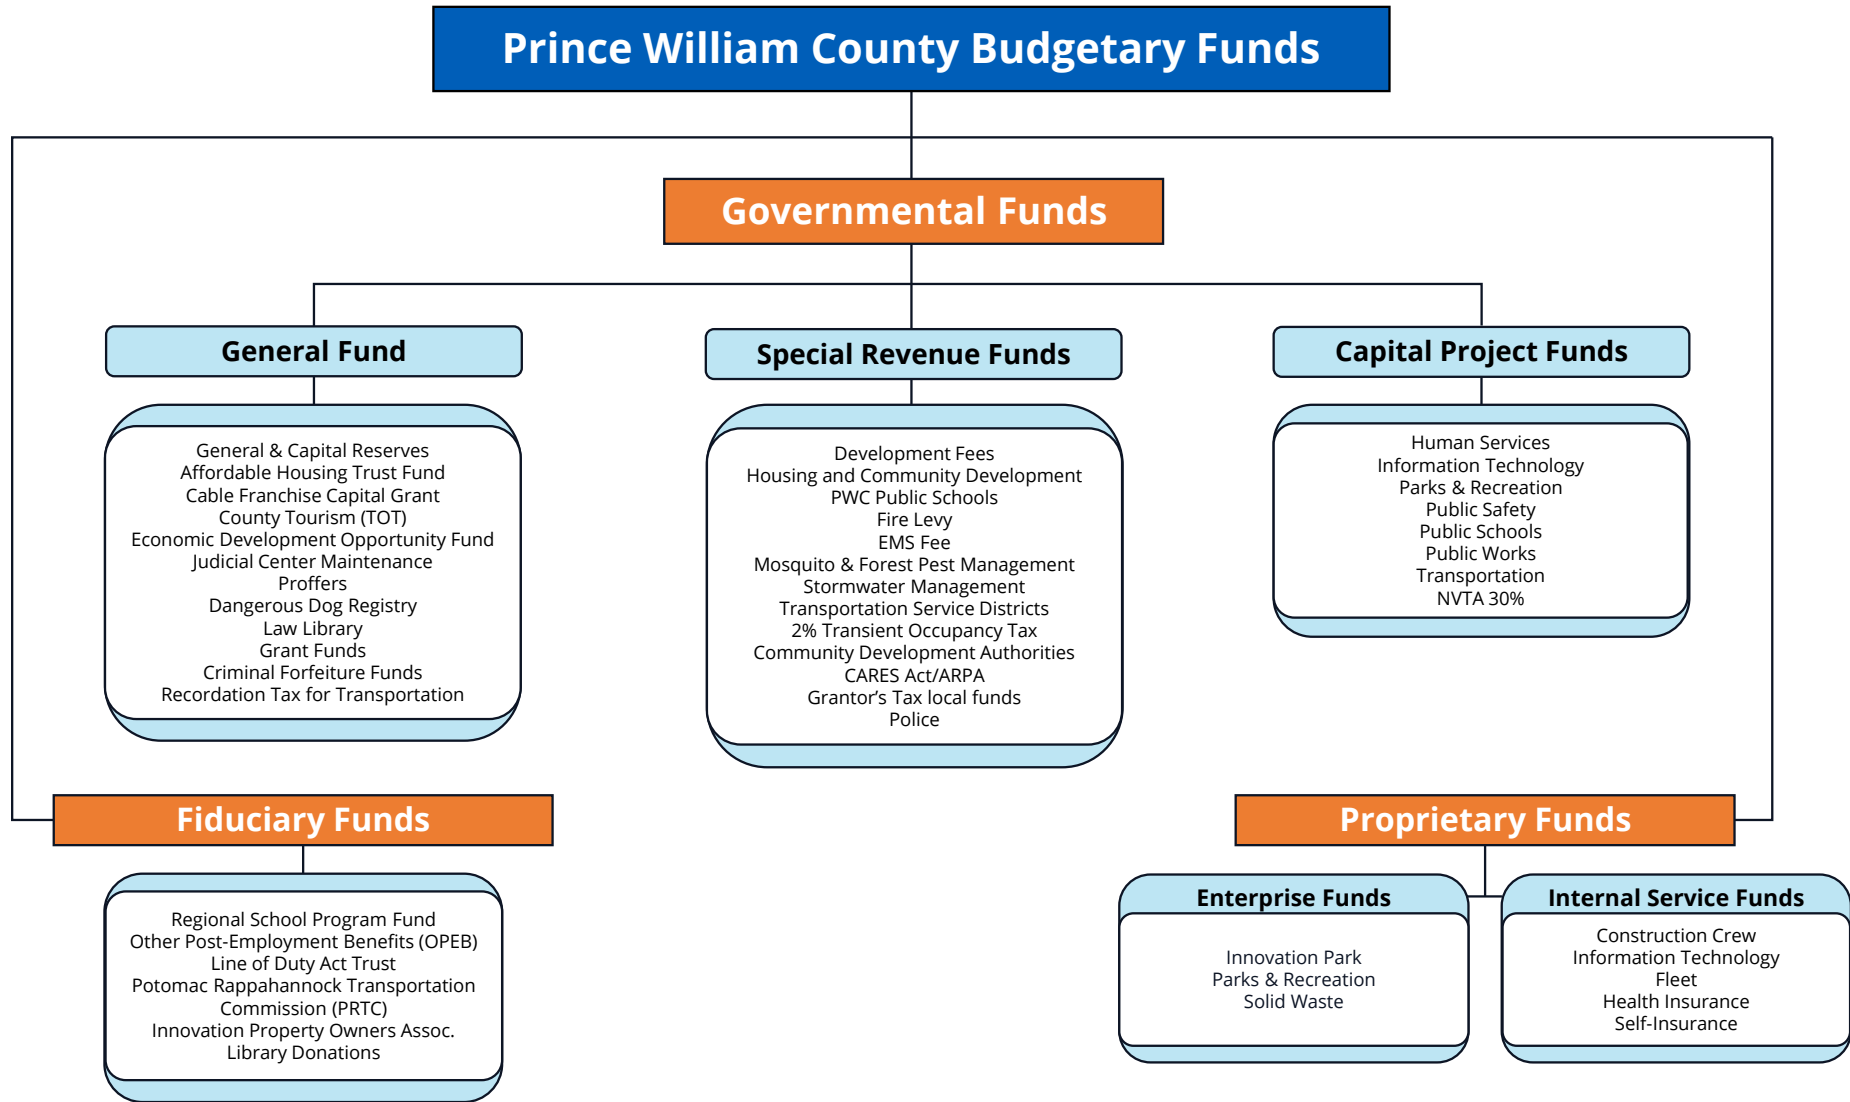 Prince William County Budgetary Funds
Governmental Funds
General Fund
General & Capital Reserves
Affordable Housing Trust Fund
Cable Franchise Capital Grant
County Tourism (TOT)
Economic Development Opportunity Fund
Judicial Center Maintenance
Proffers
Dangerous Dog Registry
Law Library
Grant Funds
Criminal Forfeiture Funds
Recordation Tax for Transportation
Special Revenue Funds
Development Fees
Housing and Community Development
PWC Public Schools
Fire Levy
EMS Fee
Mosquito & Forest Pest Management
Stormwater Management
Transportation Service Districts
2% Transient Occupancy Tax
Community Development Authorities
CARES Act/ARPA
Grantor’s Tax local funds
Police
Capital Project Funds
Human Services
Information Technology
Parks & Recreation
Public Safety
Public Schools
Public Works
Transportation
NVTA 30%
Fiduciary Funds
Regional School Program Fund
Other Post-Employment Benefits (OPEB)
Line of Duty Act Trust
Potomac Rappahannock Transportation
Commission (PRTC)
Innovation Property Owners Assoc.
Library Donations
Proprietary Funds
Enterprise Funds
Innovation Park
Parks & Recreation
Solid Waste
Internal Service Funds
Construction Crew
Information Technology
Fleet
Health Insurance
Self-Insurance